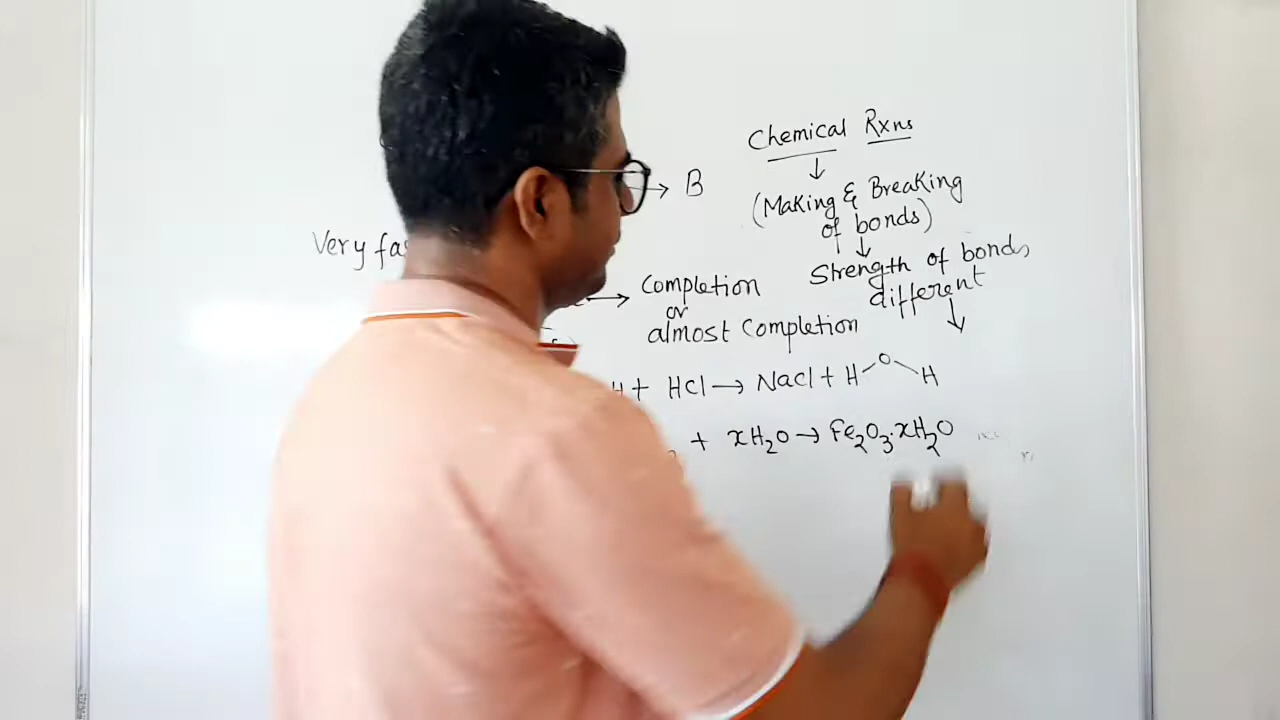 Chemical Rxns
↓
→ B
(Making & Breaking
of bonds)
↓
Very fa
Strength of bonds
different
↓
→ Completion
or
almost Completion
H + HCl → NaCl + H O H
+ xH2O → Fe2O3.xH2O